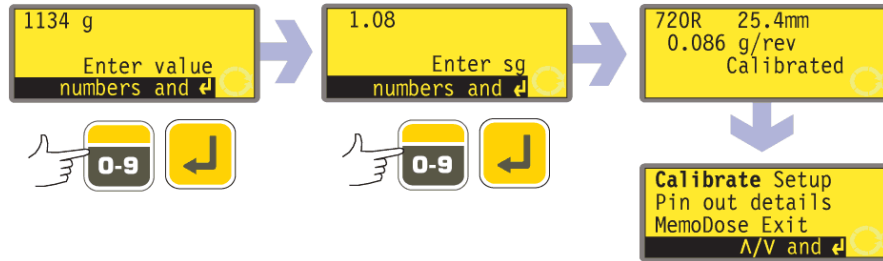 1134 g
Enter value
numbers and ↲
0-9
1.08
Enter sg
numbers and ↲
0-9
720R 25.4mm
0.086 g/rev
Calibrated
Calibrate Setup
Pin out details
MemoDose Exit
Λ/V and ↲